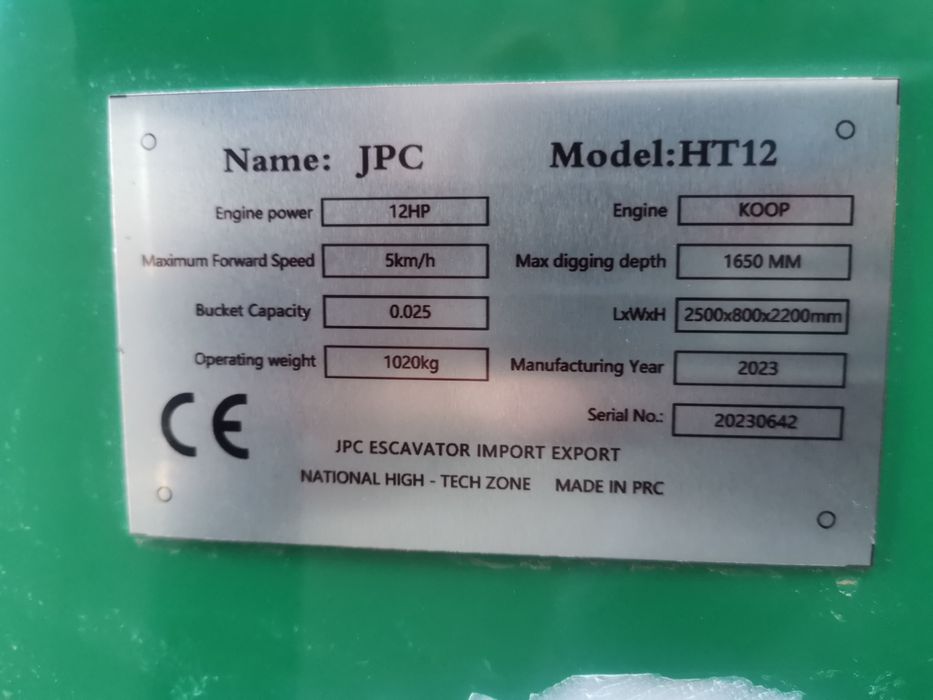 Name: JPC Model:HT12
Engine power 12HP Engine KOOP
Maximum Forward Speed 5km/h Max digging depth 1650 MM
Bucket Capacity 0.025 LxWxH 2500x800x2200mm
Operating weight 1020kg Manufacturing Year 2023
Serial No.: 20230642
CE
JPC ESCAVATOR IMPORT EXPORT
NATIONAL HIGH - TECH ZONE MADE IN PRC